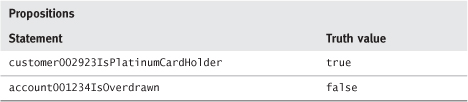 Propositions
Statement Truth value
customer002923IsPlatinumCardHolder true
account001234IsOverdrawn false